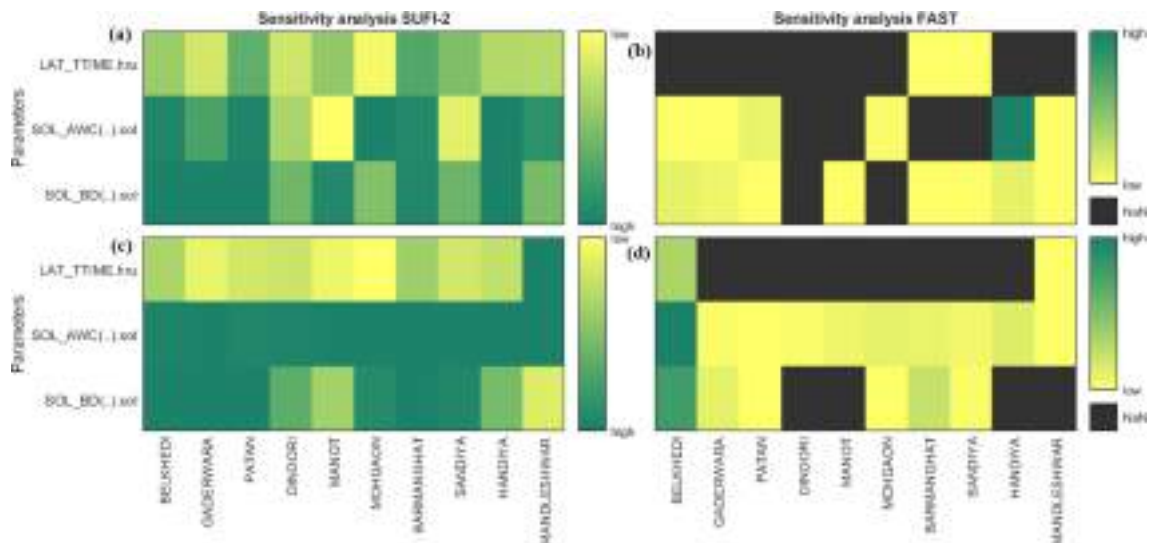 Sensitivity analysis SUFI-2
Sensitivity analysis FAST
(a)
(b)
LAT_TTIME.hru
SOL_AWC(..).sol
SOL_BD(..).sol
Parameters
low
high
high
low
NaN
(c)
(d)
LAT_TTIME.hru
SOL_AWC(..).sol
SOL_BD(..).sol
Parameters
low
high
high
low
NaN
BELKHEDI
GADERWARA
PATAN
DINDORI
MANOT
MOHGAON
BARMANGHAT
SANDIYA
HANDIYA
MANDLESHWAR
BELKHEDI
GADERWARA
PATAN
DINDORI
MANOT
MOHGAON
BARMANGHAT
SANDIYA
HANDIYA
MANDLESHWAR